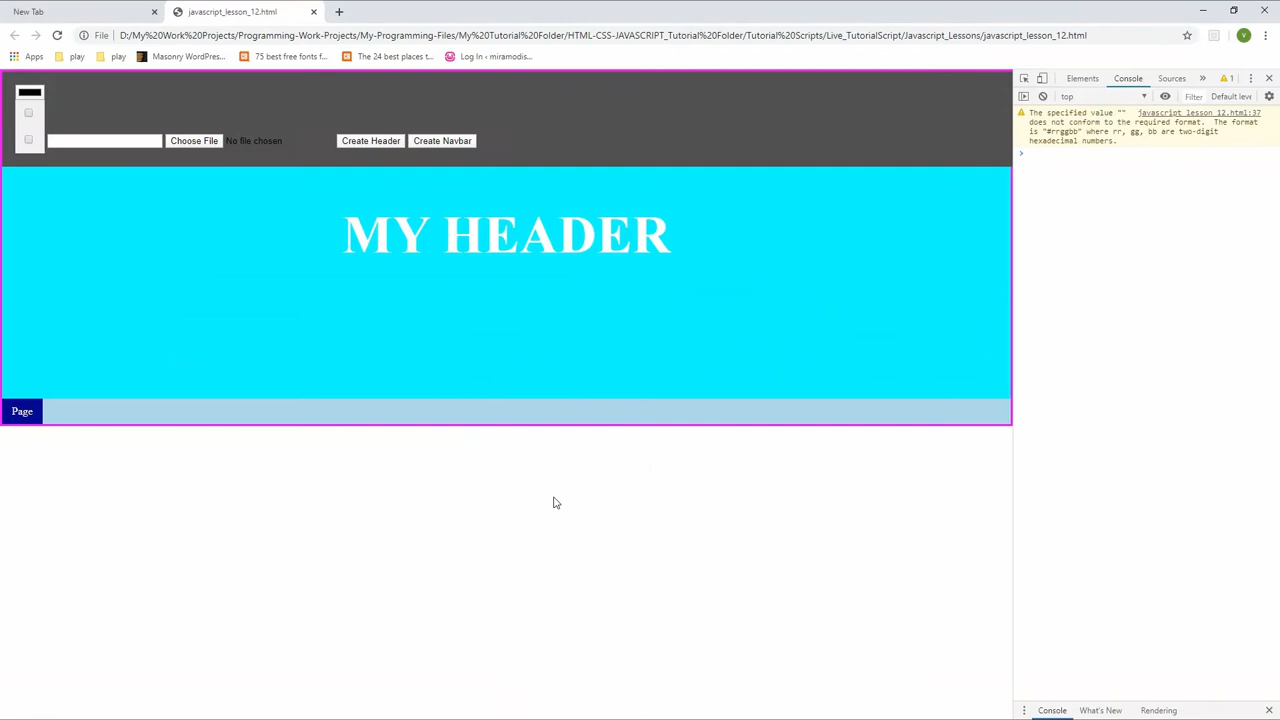 New Tab
javascript_lesson_12.html
File D:/My%20Work%20Projects/Programming-Work-Projects/My-Programming-Files/My%20Tutorial%20Folder/HTML-CSS-JAVASCRIPT_Tutorial%20Folder/Tutorial%20Scripts/Live_TutorialScript/Javascript_Lessons/javascript_lesson_12.html
V
Apps play play Masonry WordPres... 75 best free fonts f... The 24 best places t... Log In ‹ miramodis...
Elements Console Sources » 1
top Filter Default leve
The specified value "" javascript_lesson_12.html:37
does not conform to the required format. The format
is "#rrggbb" where rr, gg, bb are two-digit
hexadecimal numbers.
Choose File No file chosen Create Header Create Navbar
MY HEADER
Page
Console What's New Rendering